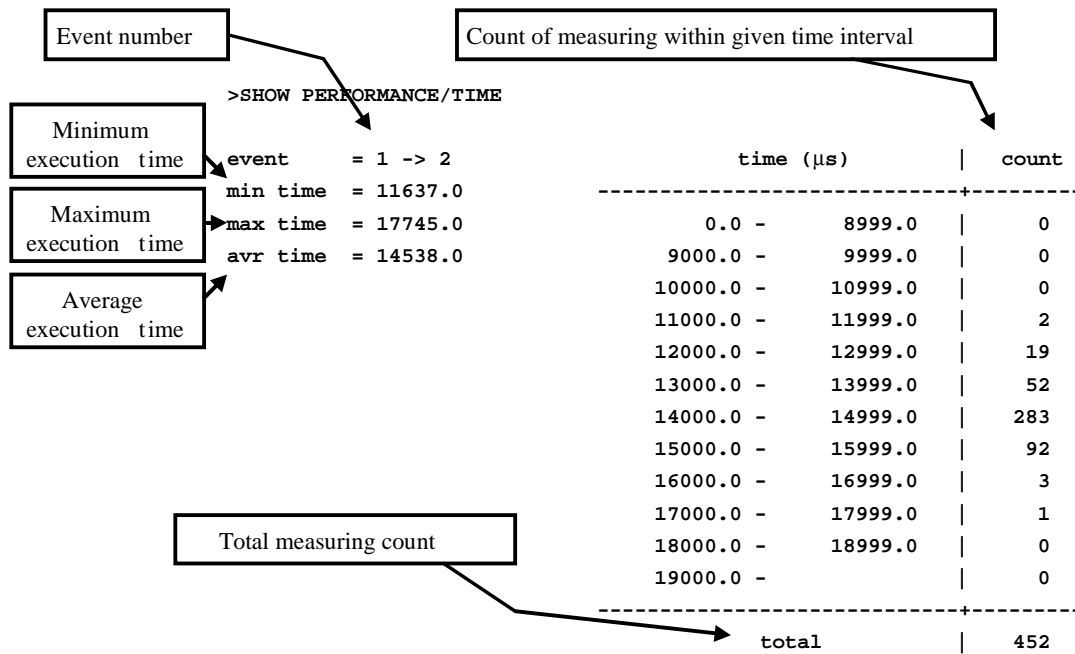 Event number
Count of measuring within given time interval
>SHOW PERFORMANCE/TIME
Minimum
execution time
Maximum
execution time
Average
execution time
event = 1 -> 2
min time = 11637.0
max time = 17745.0
avr time = 14538.0
time (µs) | count
------------------------------+---------
0.0 - 8999.0 | 0
9000.0 - 9999.0 | 0
10000.0 - 10999.0 | 0
11000.0 - 11999.0 | 2
12000.0 - 12999.0 | 19
13000.0 - 13999.0 | 52
14000.0 - 14999.0 | 283
15000.0 - 15999.0 | 92
16000.0 - 16999.0 | 3
17000.0 - 17999.0 | 1
18000.0 - 18999.0 | 0
19000.0 - | 0
------------------------------+---------
total | 452
Total measuring count